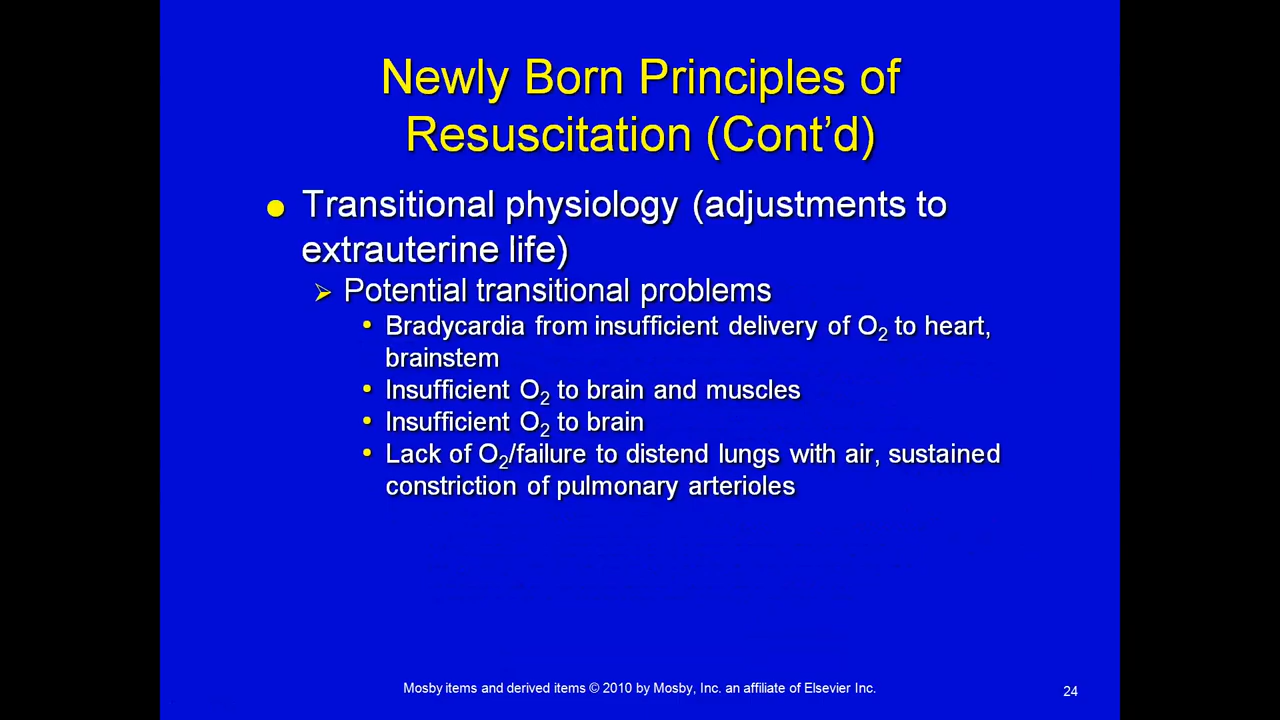 Newly Born Principles of
Resuscitation (Cont’d)
● Transitional physiology (adjustments to
extrauterine life)
➢ Potential transitional problems
• Bradycardia from insufficient delivery of O₂ to heart,
brainstem
• Insufficient O₂ to brain and muscles
• Insufficient O₂ to brain
• Lack of O₂/failure to distend lungs with air, sustained
constriction of pulmonary arterioles
Mosby items and derived items © 2010 by Mosby, Inc. an affiliate of Elsevier Inc.
24